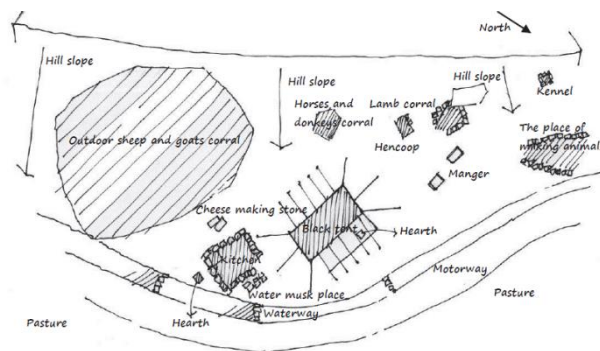 North
Hill slope
Hill slope
Hill slope
Kennel
Horses and
donkeys corral
Lamb corral
Hencoop
Outdoor sheep and goats corral
The place of
making animal
Manger
Cheese making stone
Black tent
Hearth
Kitchen
Motorway
Water musk place
Waterway
Pasture
Hearth
Pasture